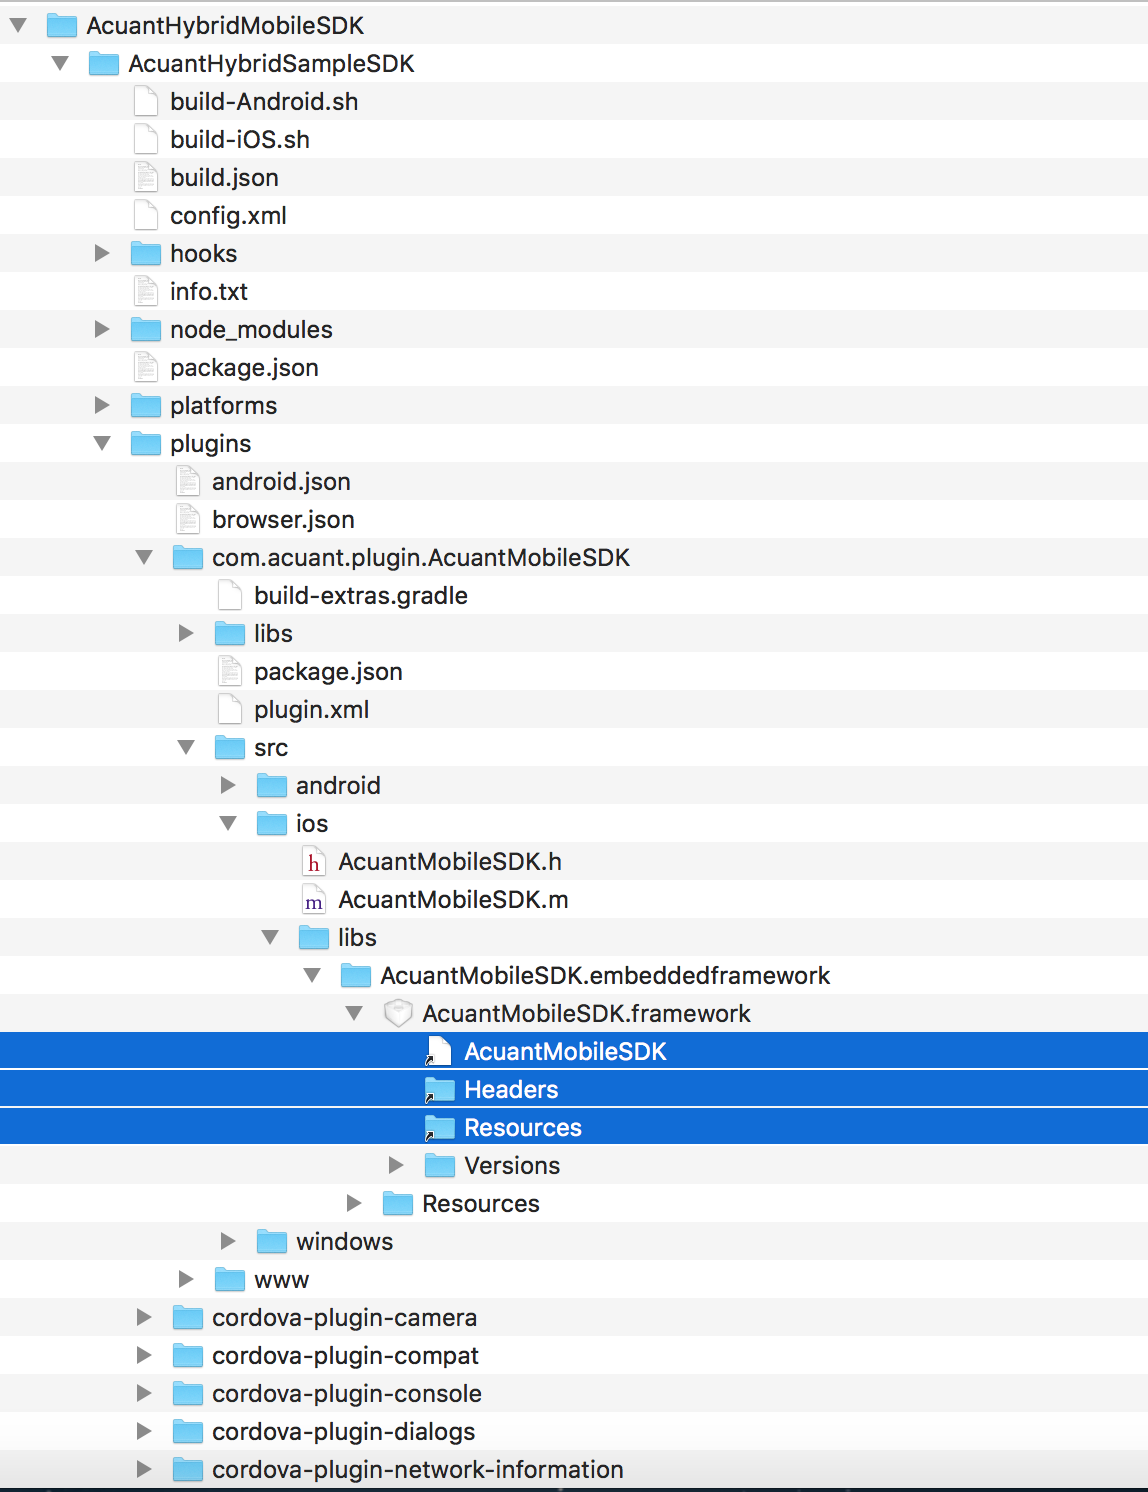 AcuantHybridMobileSDK
AcuantHybridSampleSDK
build-Android.sh
build-iOS.sh
build.json
config.xml
hooks
info.txt
node_modules
package.json
platforms
plugins
android.json
browser.json
com.acuant.plugin.AcuantMobileSDK
build-extras.gradle
libs
package.json
plugin.xml
src
android
ios
h AcuantMobileSDK.h
m AcuantMobileSDK.m
libs
AcuantMobileSDK.embeddedframework
AcuantMobileSDK.framework
AcuantMobileSDK
Headers
Resources
Versions
Resources
windows
www
cordova-plugin-camera
cordova-plugin-compat
cordova-plugin-console
cordova-plugin-dialogs
cordova-plugin-network-information